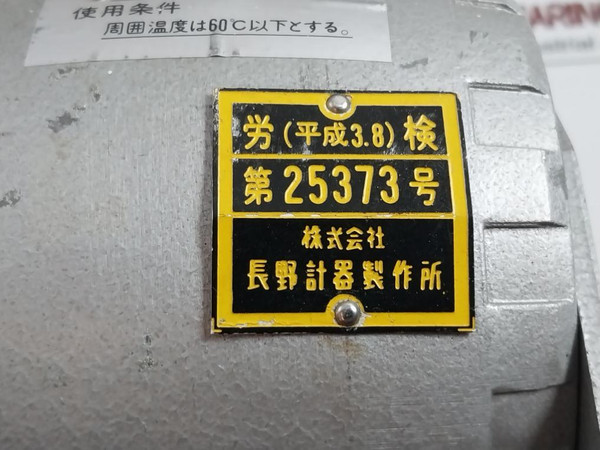 使用条件
周囲温度は60℃以下とする。
労(平成3.8)検
第25373号
株式会社
長野計器製作所